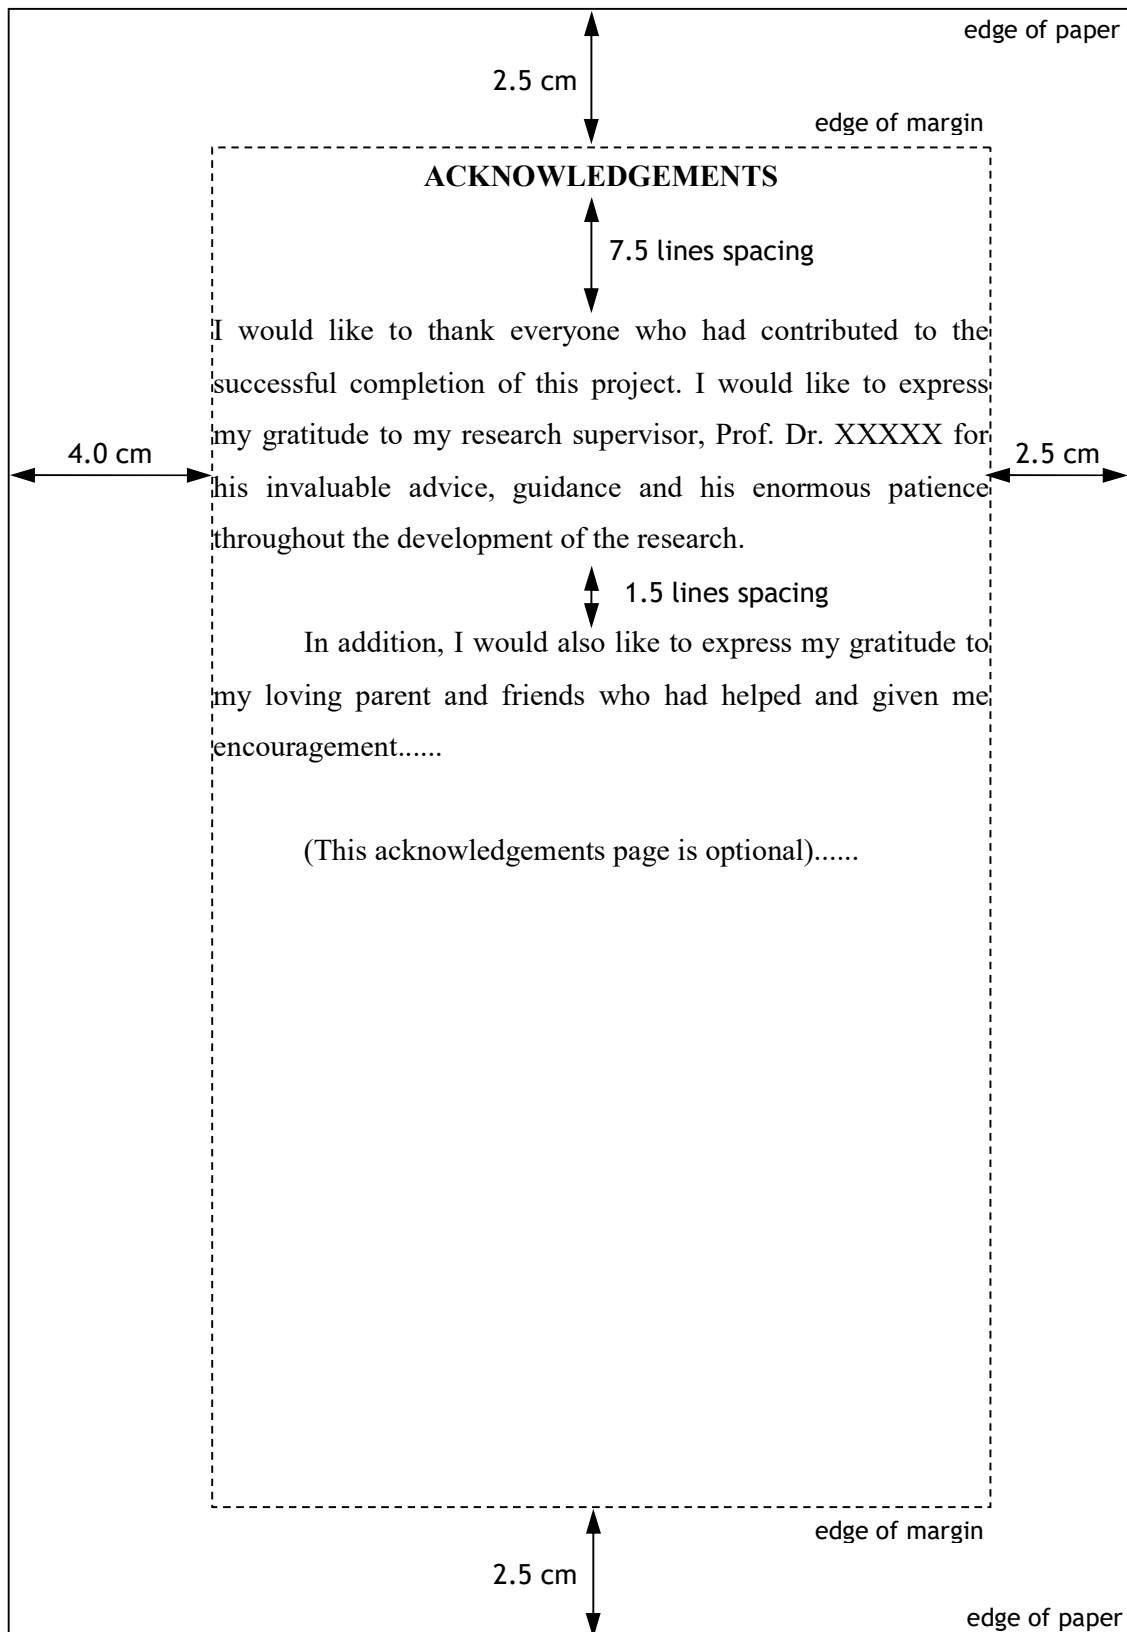 edge of paper
2.5 cm
edge of margin
ACKNOWLEDGEMENTS
7.5 lines spacing
I would like to thank everyone who had contributed to the
successful completion of this project. I would like to express
my gratitude to my research supervisor, Prof. Dr. XXXXX for
4.0 cm
2.5 cm
his invaluable advice, guidance and his enormous patience
throughout the development of the research.
1.5 lines spacing
In addition, I would also like to express my gratitude to
my loving parent and friends who had helped and given me
encouragement......
(This acknowledgements page is optional)......
edge of margin
2.5 cm
edge of paper